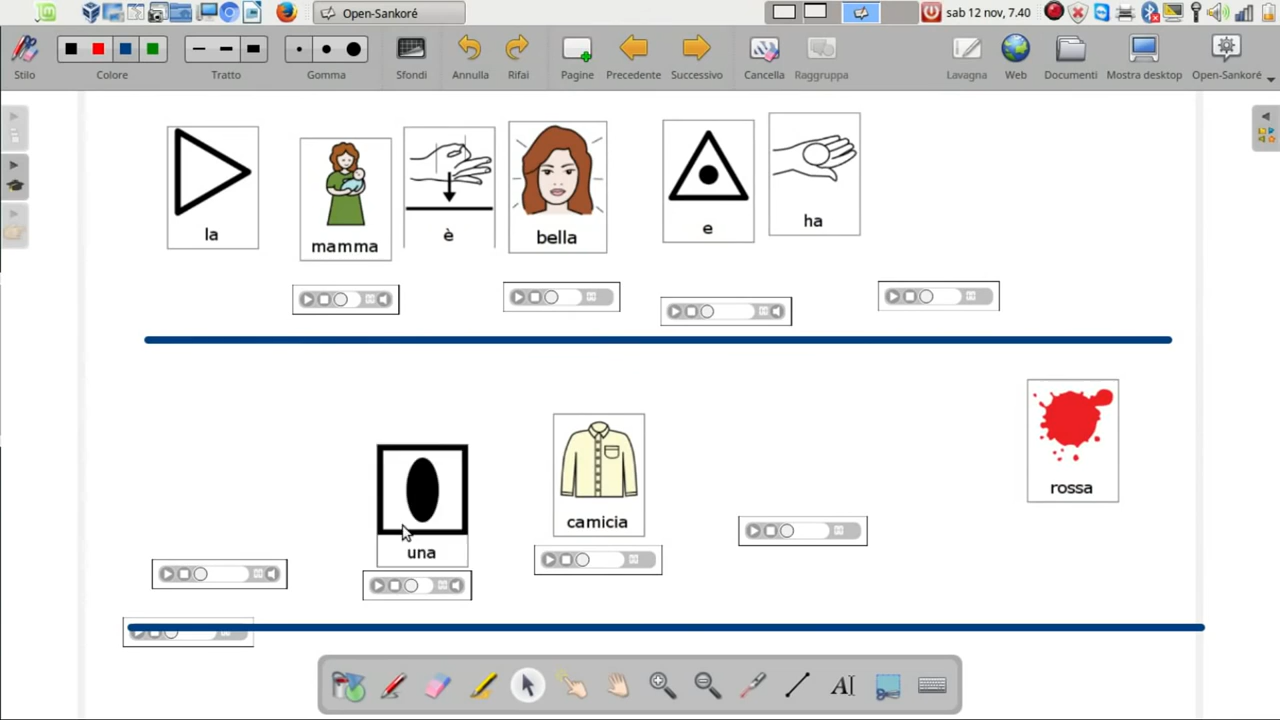 Open-Sankoré
sab 12 nov, 7.40
Stilo
Colore
Tratto
Gomma
Sfondi
Annulla
Rifai
Pagine
Precedente
Successivo
Cancella
Raggruppa
Lavagna
Web
Documenti
Mostra desktop
Open-Sankoré
la
mamma
è
bella
e
ha
una
camicia
rossa
AI